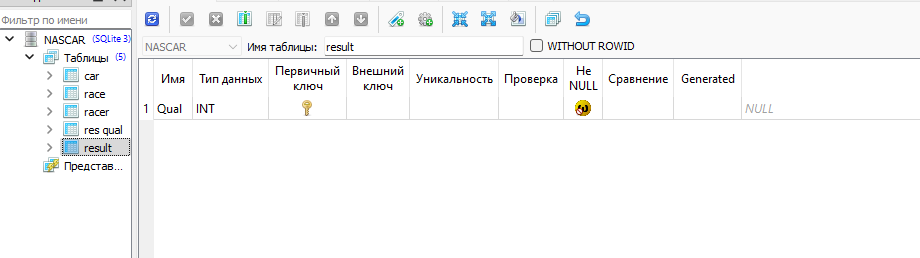 Фильтр по имени
NASCAR (SQLite 3)
Таблицы (5)
car
race
racer
res qual
result
Представ...
NASCAR Имя таблицы: result WITHOUT ROWID
Имя Тип данных Первичный ключ Внешний ключ Уникальность Проверка Не NULL Сравнение Generated
1 Qual INT NULL